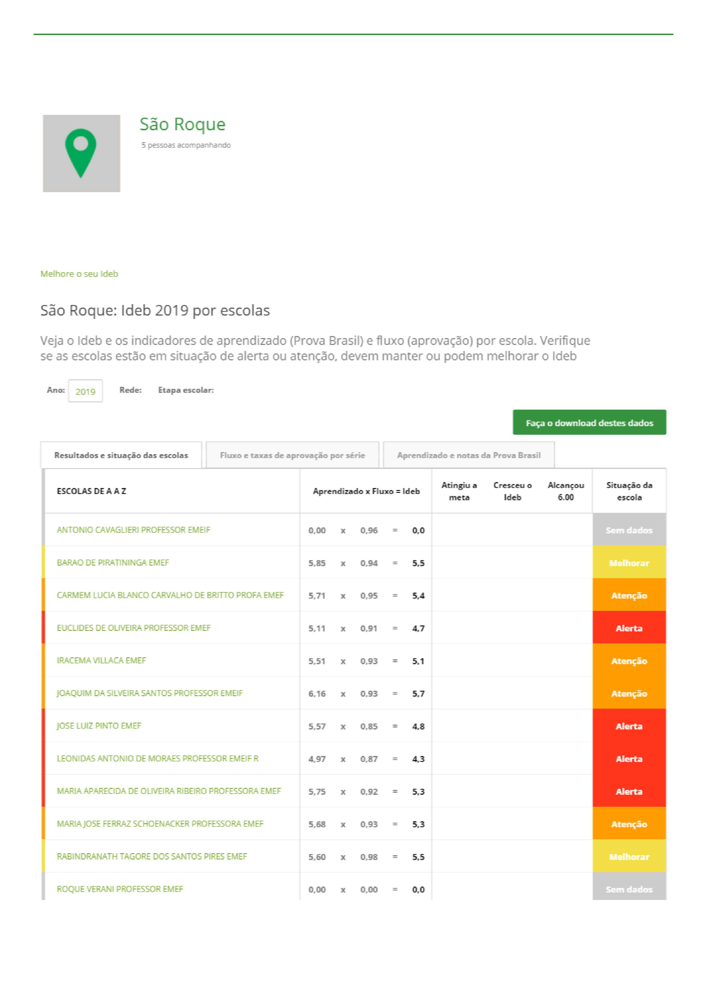 São Roque
5 pessoas acompanhando
Melhore o seu Ideb
São Roque: Ideb 2019 por escolas
Veja o Ideb e os indicadores de aprendizado (Prova Brasil) e fluxo (aprovação) por escola. Verifique
se as escolas estão em situação de alerta ou atenção, devem manter ou podem melhorar o Ideb
Ano: 2019 Rede: Etapa escolar:
Faça o download destes dados
Resultados e situação das escolas Fluxo e taxas de aprovação por série Aprendizado e notas da Prova Brasil
ESCOLAS DE A A Z Aprendizado x Fluxo = Ideb Atingiu a meta Cresceu o Ideb Alcançou 6.00 Situação da escola
ANTONIO CAVAGLIERI PROFESSOR EMEIF 0,00 x 0,96 = 0,0 Sem dados
BARAO DE PIRATININGA EMEF 5,85 x 0,94 = 5,5 Melhorar
CARMEM LUCIA BLANCO CARVALHO DE BRITTO PROFA EMEF 5,71 x 0,95 = 5,4 Atenção
EUCLIDES DE OLIVEIRA PROFESSOR EMEF 5,11 x 0,91 = 4,7 Alerta
IRACEMA VILLACA EMEF 5,51 x 0,93 = 5,1 Atenção
JOAQUIM DA SILVEIRA SANTOS PROFESSOR EMEIF 6,16 x 0,93 = 5,7 Atenção
JOSE LUIZ PINTO EMEF 5,57 x 0,85 = 4,8 Alerta
LEONIDAS ANTONIO DE MORAES PROFESSOR EMEIF R 4,97 x 0,87 = 4,3 Alerta
MARIA APARECIDA DE OLIVEIRA RIBEIRO PROFESSORA EMEF 5,75 x 0,92 = 5,3 Alerta
MARIA JOSE FERRAZ SCHOENACKER PROFESSORA EMEF 5,68 x 0,93 = 5,3 Atenção
RABINDRANATH TAGORE DOS SANTOS PIRES EMEF 5,60 x 0,98 = 5,5 Melhorar
ROQUE VERANI PROFESSOR EMEF 0,00 x 0,00 = 0,0 Sem dados